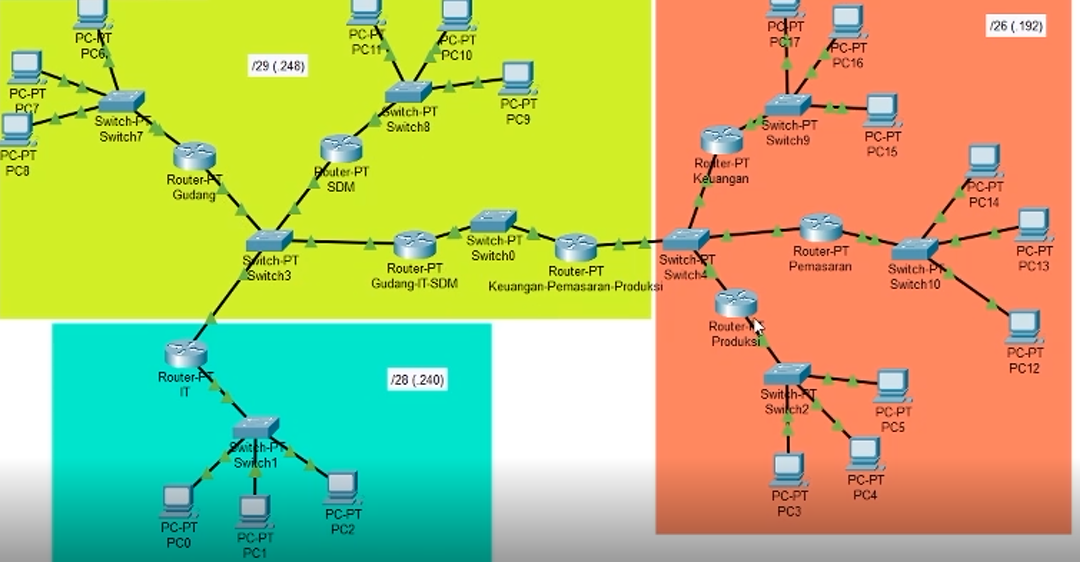 PC-PT
PC6
PC-PT
PC7
PC-PT
PC8
Switch-PT
Switch7
Router-PT
Gudang
/29 (.248)
PC-PT
PC11
PC-PT
PC10
PC-PT
PC9
Switch-PT
Switch8
Router-PT
SDM
Switch-PT
Switch3
Router-PT
Gudang-IT-SDM
Switch-PT
Switch0
Router-PT
Keuangan-Pemasaran-Produksi
/26 (.192)
PC-PT
PC17
PC-PT
PC16
PC-PT
PC15
Switch-PT
Switch9
Router-PT
Keuangan
Switch-PT
Switch4
Router-PT
Pemasaran
PC-PT
PC14
PC-PT
PC13
Switch-PT
Switch10
PC-PT
PC12
Router-PT
Produksi
Switch-PT
Switch2
PC-PT
PC5
PC-PT
PC4
PC-PT
PC3
Router-PT
IT
/28 (.240)
Switch-PT
Switch1
PC-PT
PC0
PC-PT
PC1
PC-PT
PC2